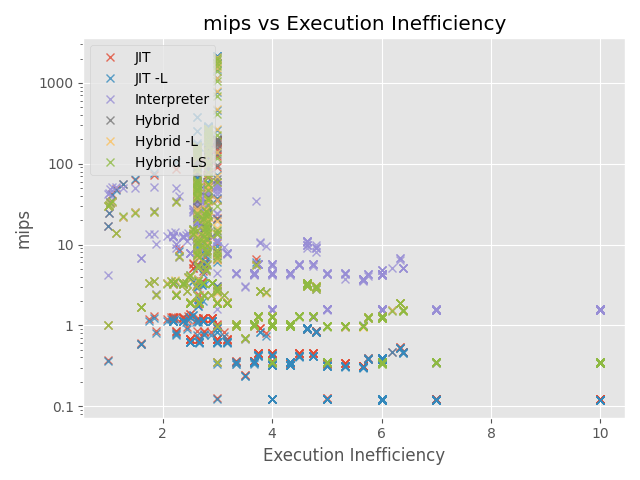 mips vs Execution Inefficiency
JIT
JIT -L
Interpreter
Hybrid
Hybrid -L
Hybrid -LS
1000
100
10
1
0.1
mips
2 4 6 8 10
Execution Inefficiency